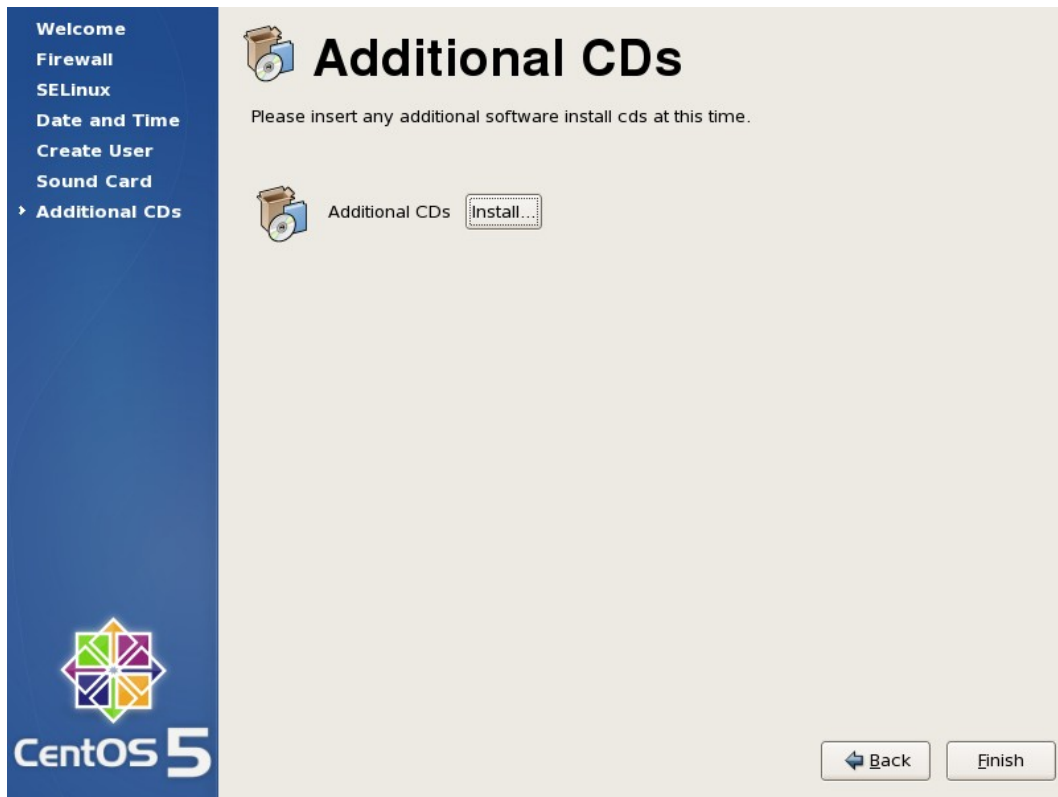 Welcome
Firewall
SELinux
Date and Time
Create User
Sound Card
Additional CDs
Additional CDs
Please insert any additional software install cds at this time.
Additional CDs Install...
CentOS 5
Back Finish